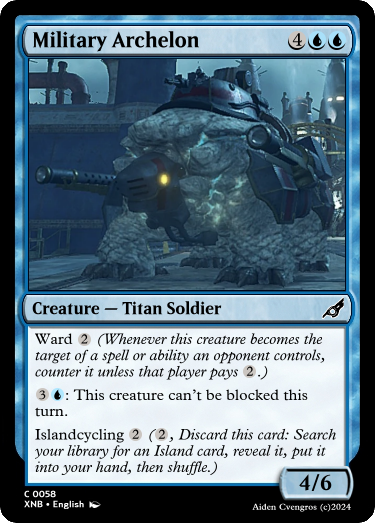 Military Archelon 4
Creature — Titan Soldier
Ward 2 (Whenever this creature becomes the
target of a spell or ability an opponent controls,
counter it unless that player pays 2.)
3: This creature can't be blocked this
turn.
Islandcycling 2 (2, Discard this card: Search
your library for an Island card, reveal it, put it
into your hand, then shuffle.)
4/6
C 0058
XNB • English
Aiden Cvengros (c)2024